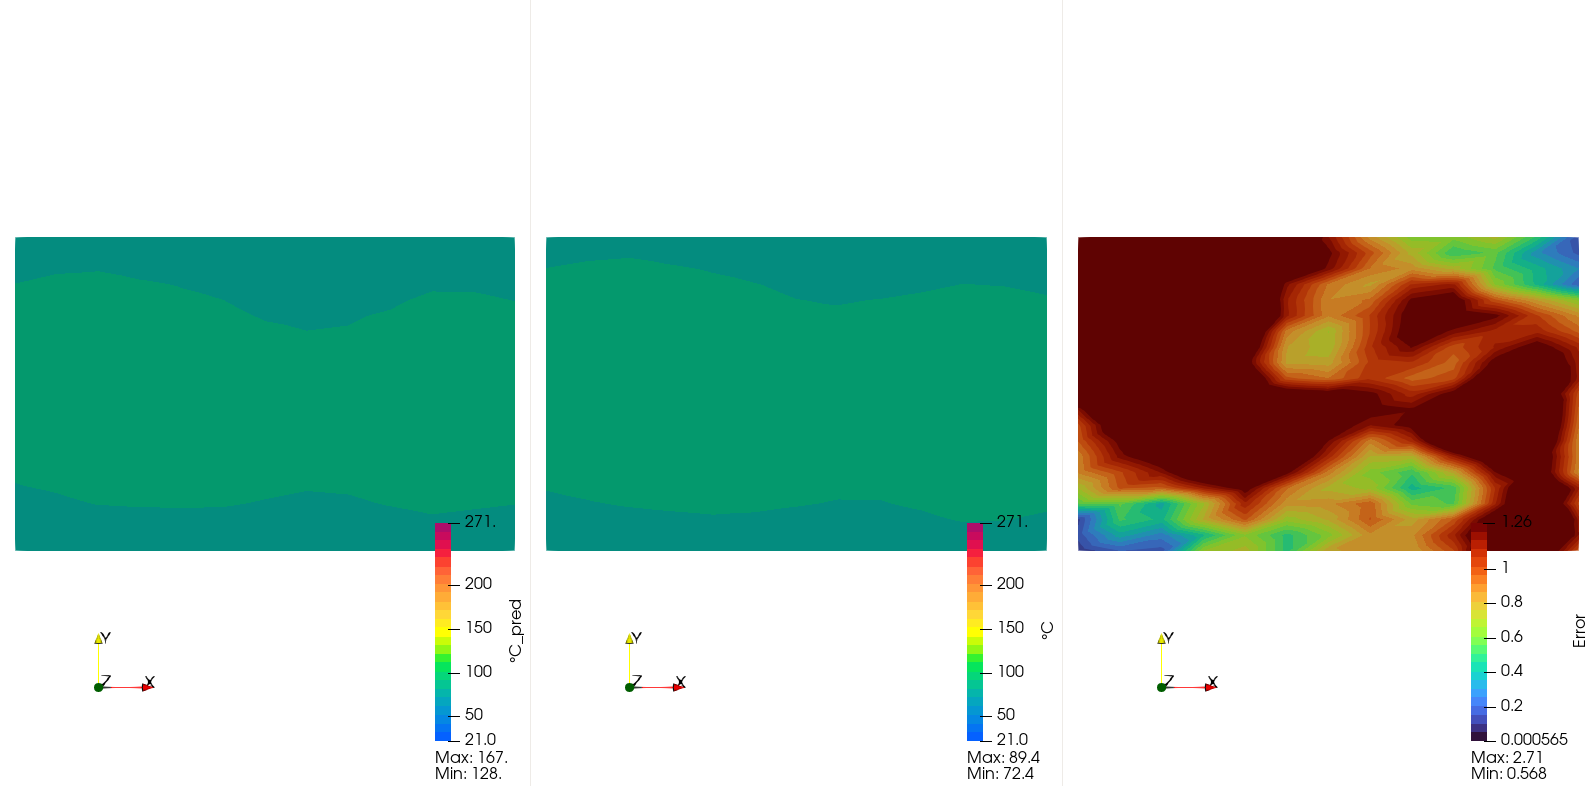 271.
200
150
100
50
21.0
°C_pred
Max: 167.
Min: 128.
Y
Z
X
271.
200
150
100
50
21.0
°C
Max: 89.4
Min: 72.4
Y
Z
X
1.26
1
0.8
0.6
0.4
0.2
0.000565
Error
Max: 2.71
Min: 0.568
Y
Z
X